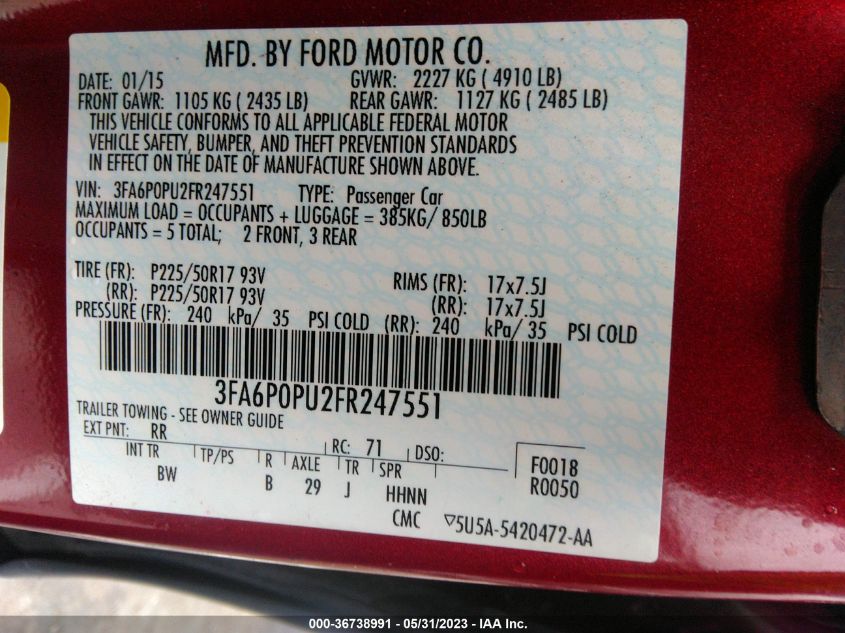 MFD. BY FORD MOTOR CO.
DATE: 01/15 GVWR: 2227 KG ( 4910 LB)
FRONT GAWR: 1105 KG ( 2435 LB) REAR GAWR: 1127 KG ( 2485 LB)
THIS VEHICLE CONFORMS TO ALL APPLICABLE FEDERAL MOTOR
VEHICLE SAFETY, BUMPER, AND THEFT PREVENTION STANDARDS
IN EFFECT ON THE DATE OF MANUFACTURE SHOWN ABOVE.
VIN: 3FA6P0PU2FR247551 TYPE: Passenger Car
MAXIMUM LOAD = OCCUPANTS + LUGGAGE = 385KG/ 850LB
OCCUPANTS = 5 TOTAL; 2 FRONT, 3 REAR
TIRE (FR): P225/50R17 93V RIMS (FR): 17x7.5J
(RR): P225/50R17 93V (RR): 17x7.5J
PRESSURE (FR): 240 kPa/ 35 PSI COLD (RR): 240 kPa/ 35 PSI COLD
3FA6P0PU2FR247551
TRAILER TOWING - SEE OWNER GUIDE
EXT PNT: RR RC: 71 DSO:
INT TR TP/PS R AXLE TR SPR F0018
BW B 29 J HHNN R0050
CMC ▽5U5A-5420472-AA
000-36738991 - 05/31/2023 - IAA Inc.